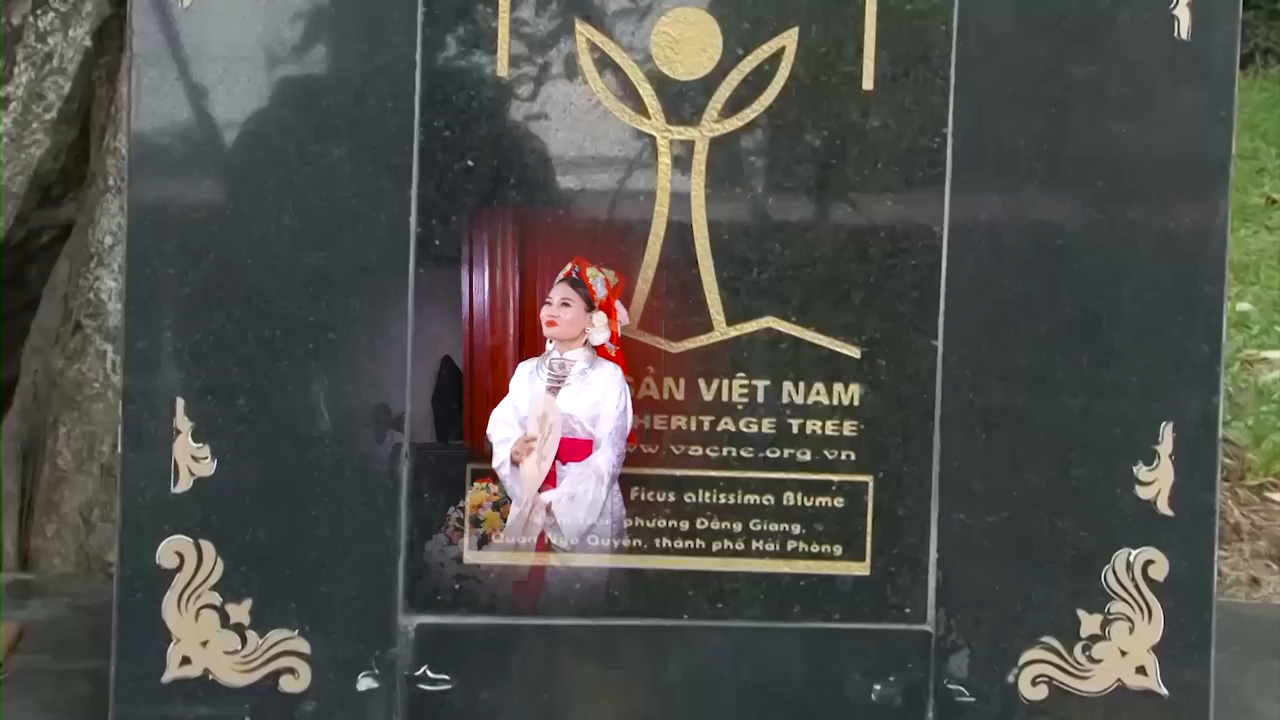 SẢN VIỆT NAM
HERITAGE TREE
w.vacne.org.vn
Ficus altissima Blume
phường Đằng Giang,
Quận Ngô Quyền, thành phố Hải Phòng